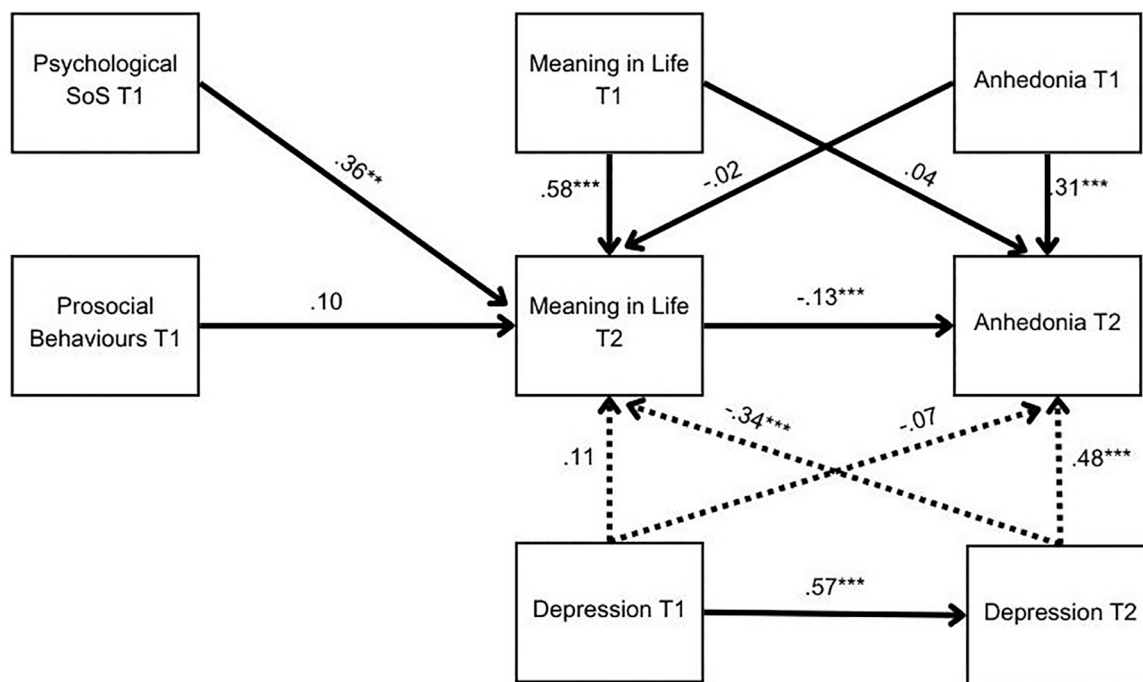 Psychological
SoS T1
Meaning in Life
T1
Anhedonia T1
.36**
.58***
-.02
.04
.31***
Prosocial
Behaviours T1
.10
Meaning in Life
T2
-.13***
Anhedonia T2
.11
-.34***
-.07
.48***
Depression T1
.57***
Depression T2